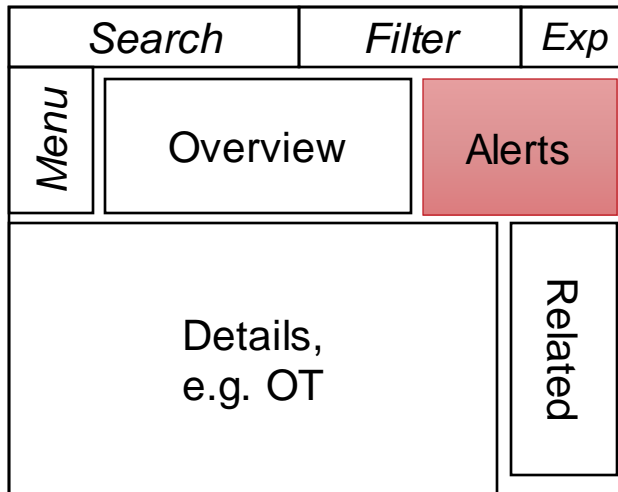 Search
Filter
Exp
Menu
Overview
Alerts
Details,
e.g. OT
Related